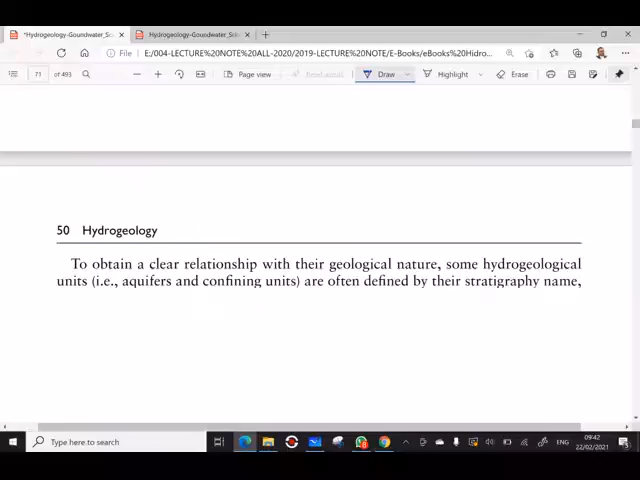 *Hydrogeology-Goundwater_S
Hydrogeology-Goundwater_S
File
E:/004-LECTURE%20NOTE%20ALL-2020/2019-LECTURE%20NOTE/E-Books/eBooks%20Hidro...
71 of 493
Page view
Draw
Highlight
Erase
50 Hydrogeology
To obtain a clear relationship with their geological nature, some hydrogeological
units (i.e., aquifers and confining units) are often defined by their stratigraphy name,
Type here to search
ENG
09:42
22/02/2021